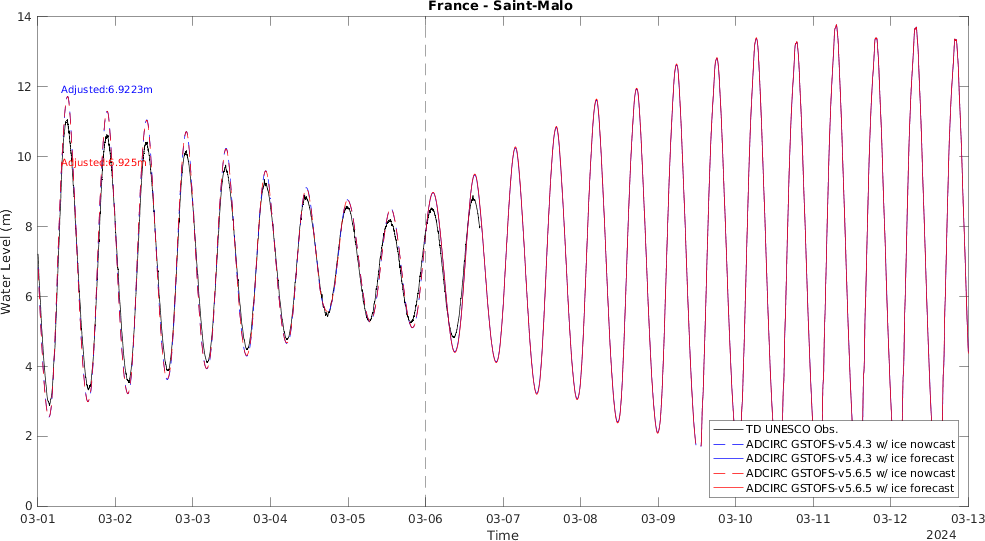 France - Saint-Malo
Water Level (m)
14
12
10
8
6
4
2
0
Adjusted:6.9223m
Adjusted:6.925m
TD UNESCO Obs.
ADCIRC GSTOFS-v5.4.3 w/ ice nowcast
ADCIRC GSTOFS-v5.4.3 w/ ice forecast
ADCIRC GSTOFS-v5.6.5 w/ ice nowcast
ADCIRC GSTOFS-v5.6.5 w/ ice forecast
03-01 03-02 03-03 03-04 03-05 03-06 03-07 03-08 03-09 03-10 03-11 03-12 03-13
Time
2024